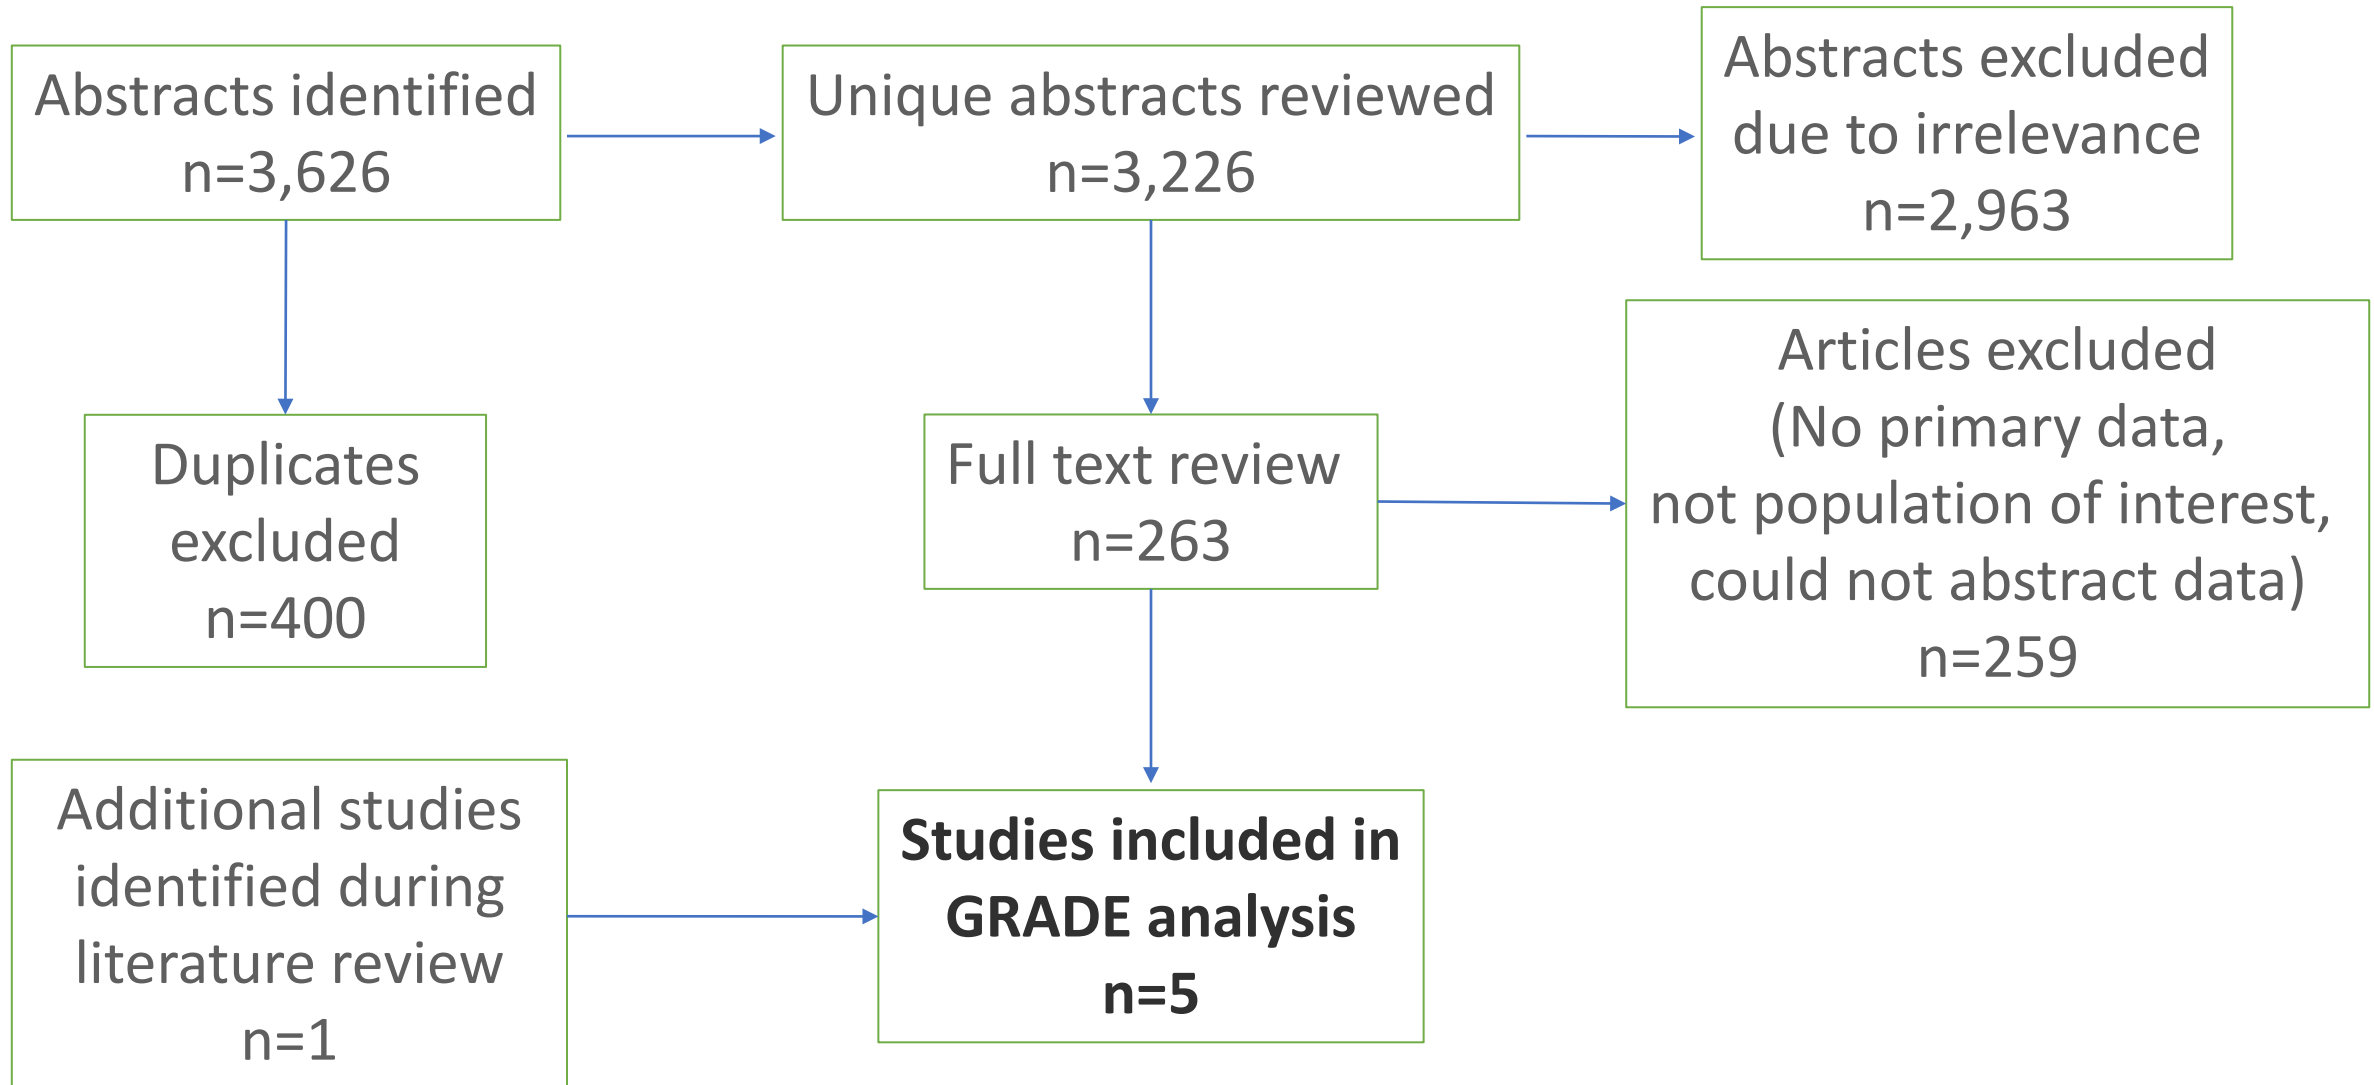 Abstracts identified
n=3,626
Unique abstracts reviewed
n=3,226
Abstracts excluded
due to irrelevance
n=2,963
Duplicates
excluded
n=400
Full text review
n=263
Articles excluded
(No primary data,
not population of interest,
could not abstract data)
n=259
Additional studies
identified during
literature review
n=1
Studies included in
GRADE analysis
n=5